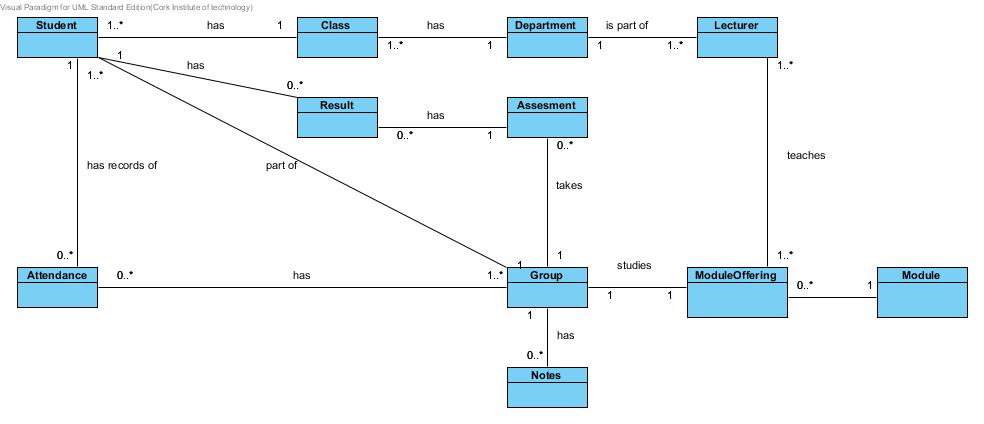 Visual Paradigm for UML Standard Edition(Cork Institute of technology)
Student 1..* has 1 Class has Department is part of Lecturer
1..* 1 1 1..*
1 1..* 1 has 1..*
0..* Result has Assesment
0..* 1 0..*
has records of part of takes teaches
0..* 1 1 studies 1..*
Attendance 0..* has 1..* Group 1 1 ModuleOffering 0..* 1 Module
1 has
0..*
Notes